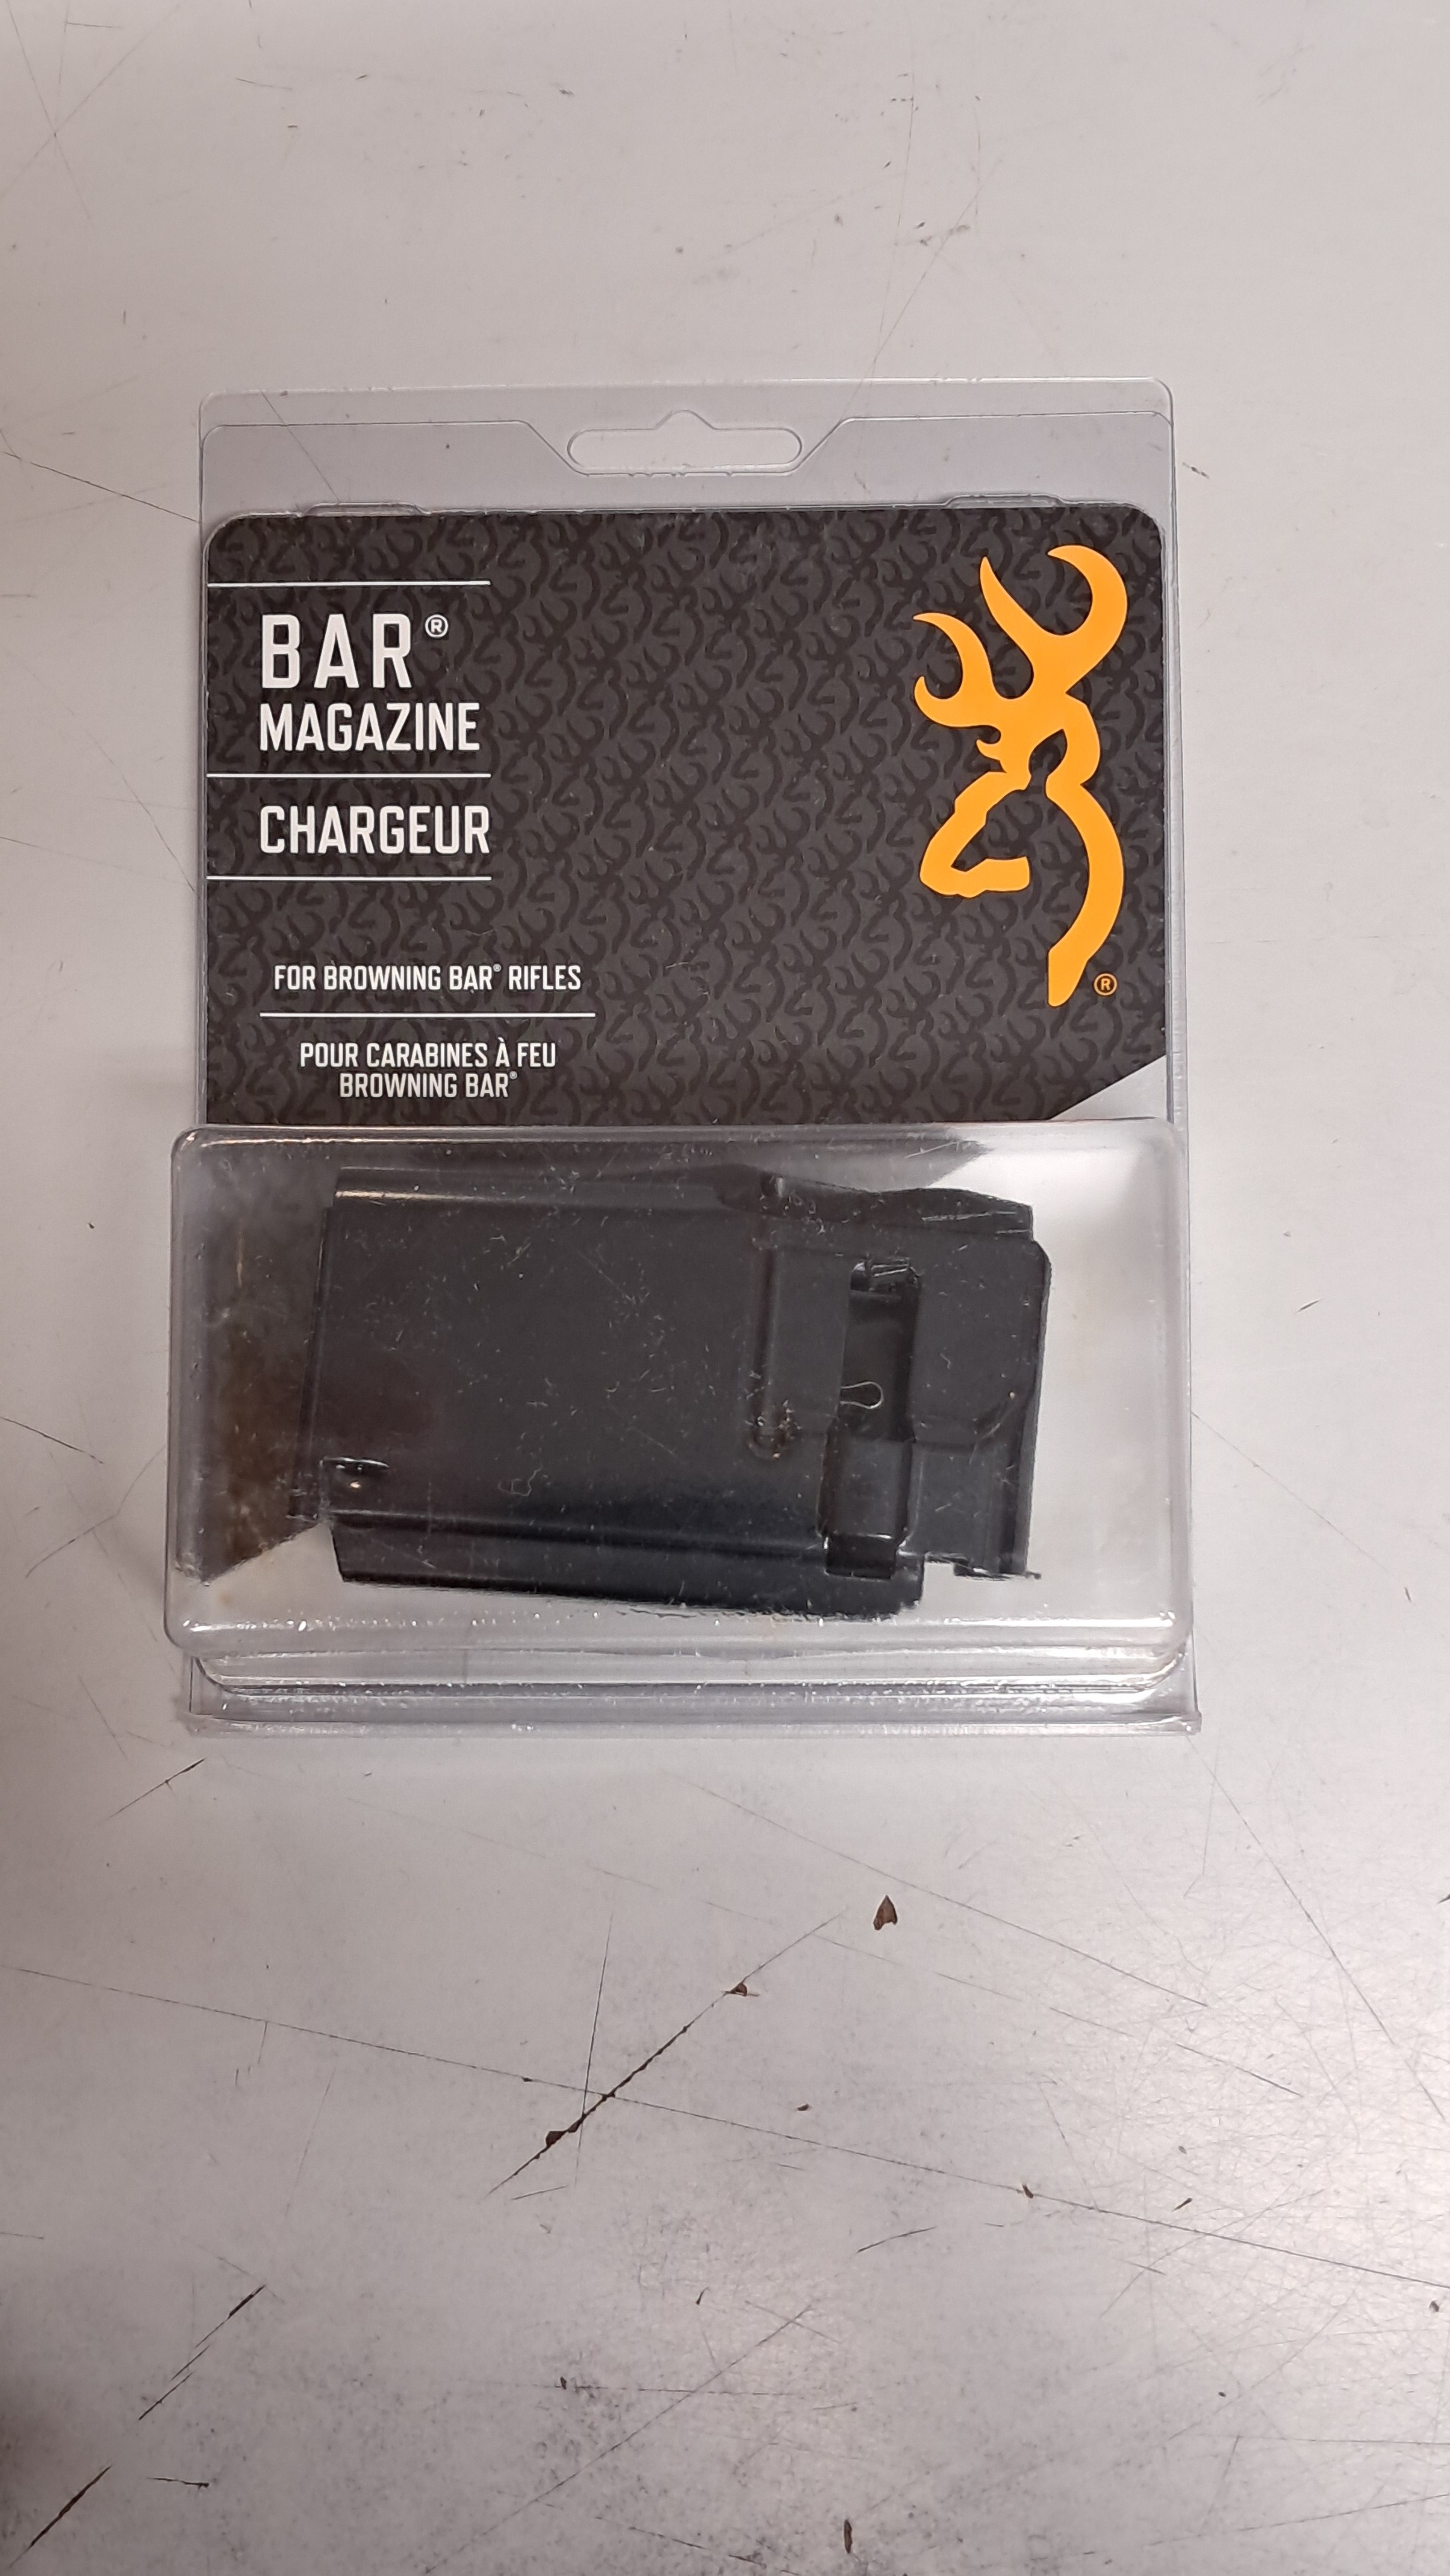 BAR®
MAGAZINE
CHARGEUR
FOR BROWNING BAR® RIFLES
POUR CARABINES À FEU
BROWNING BAR®
®